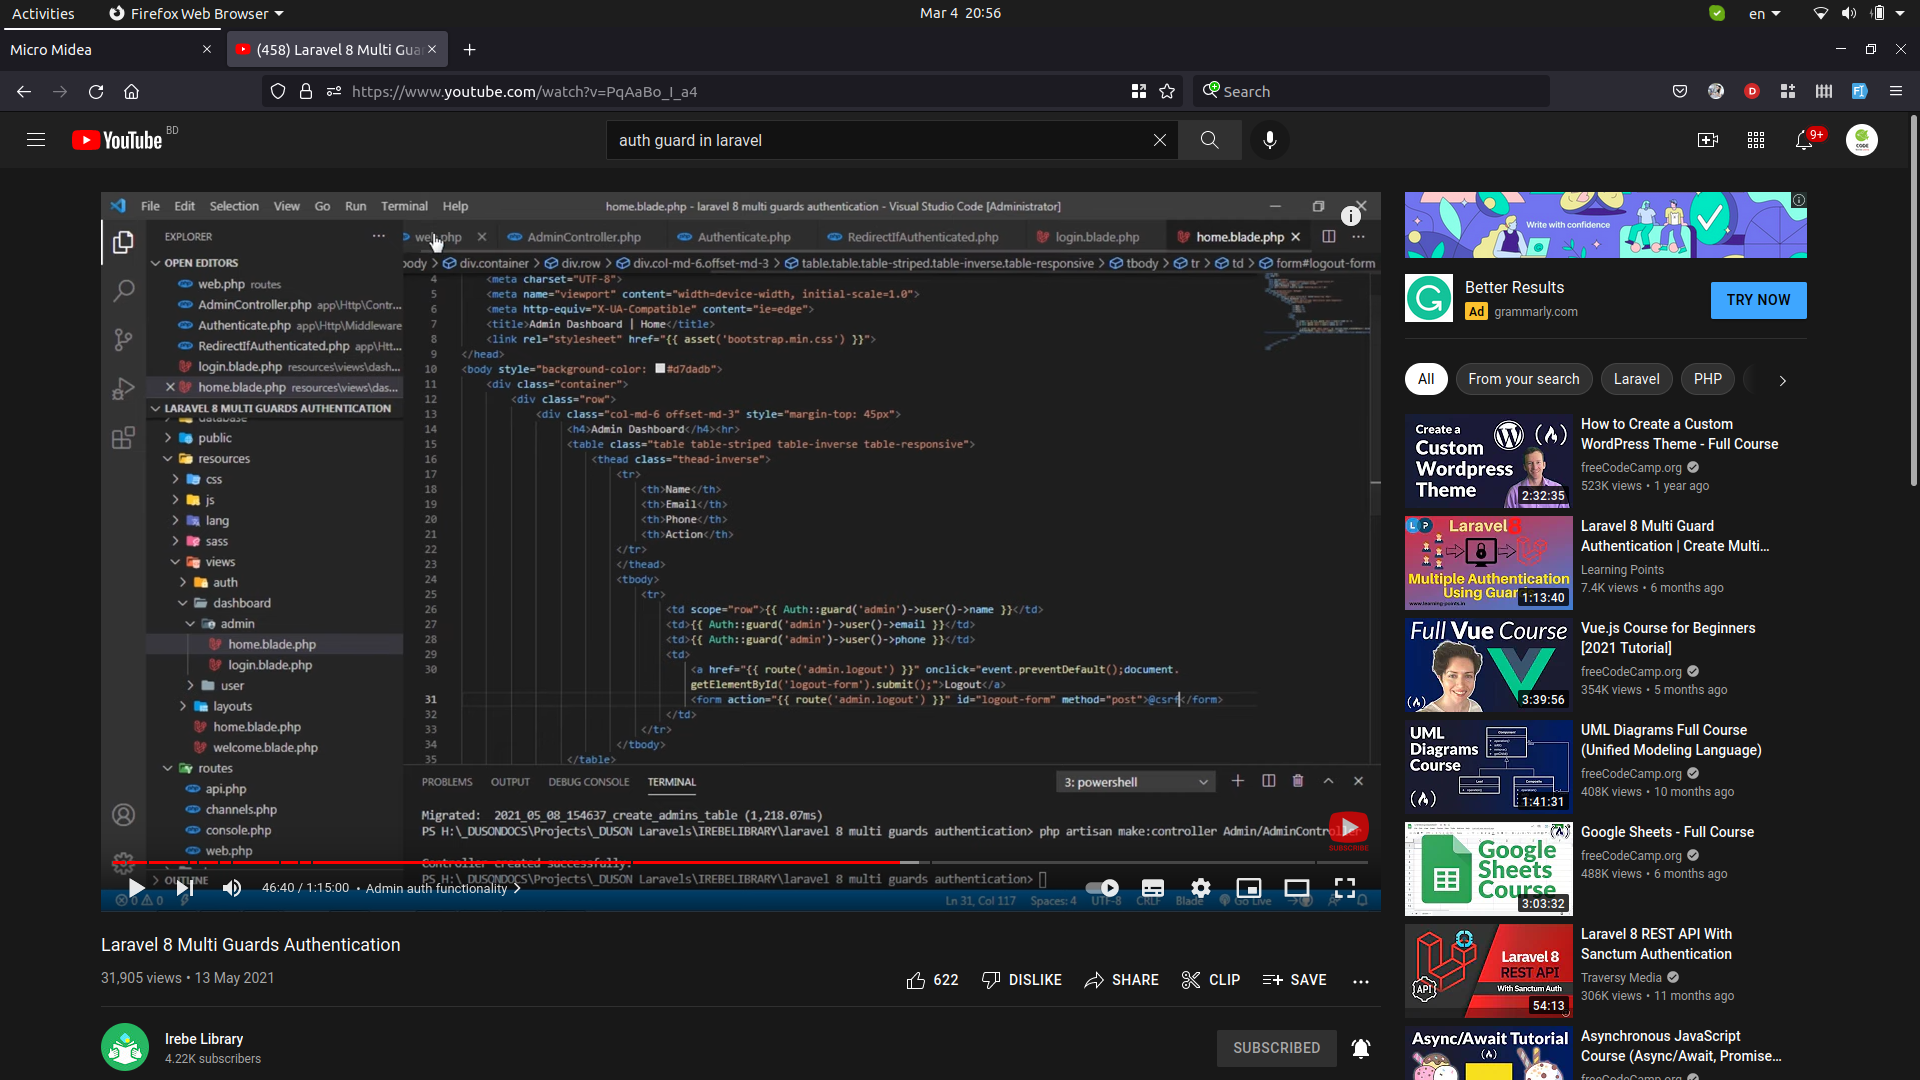 Activities
Firefox Web Browser
Mar 4 20:56
en
Micro Midea
(458) Laravel 8 Multi Gua
https://www.youtube.com/watch?v=PqAaBo_I_a4
Search
YouTube BD
auth guard in laravel
9+
File Edit Selection View Go Run Terminal Help
home.blade.php - laravel 8 multi guards authentication - Visual Studio Code [Administrator]
EXPLORER
web.php AdminController.php Authenticate.php RedirectIfAuthenticated.php login.blade.php home.blade.php
body > div.container > div.row > div.col-md-6.offset-md-3 > table.table.table-striped.table-inverse.table-responsive > tbody > tr > td > form#logout-form
OPEN EDITORS
web.php routes
AdminController.php app\Http\Contr...
Authenticate.php app\Http\Middleware
RedirectIfAuthenticated.php app\Htt...
login.blade.php resources\views\dash...
home.blade.php resources\views\das...
LARAVEL 8 MULTI GUARDS AUTHENTICATION
database
public
resources
css
js
lang
sass
views
auth
dashboard
admin
home.blade.php
login.blade.php
user
layouts
home.blade.php
welcome.blade.php
routes
api.php
channels.php
console.php
web.php
OUTLINE
4 <meta charset="UTF-8">
5 <meta name="viewport" content="width=device-width, initial-scale=1.0">
6 <meta http-equiv="X-UA-Compatible" content="ie=edge">
7 <title>Admin Dashboard | Home</title>
8 <link rel="stylesheet" href="{{ asset('bootstrap.min.css') }}">
9 </head>
10 <body style="background-color: #d7dadb">
11 <div class="container">
12 <div class="row">
13 <div class="col-md-6 offset-md-3" style="margin-top: 45px">
14 <h4>Admin Dashboard</h4><hr>
15 <table class="table table-striped table-inverse table-responsive">
16 <thead class="thead-inverse">
17 <tr>
18 <th>Name</th>
19 <th>Email</th>
20 <th>Phone</th>
21 <th>Action</th>
22 </tr>
23 </thead>
24 <tbody>
25 <tr>
26 <td scope="row">{{ Auth::guard('admin')->user()->name }}</td>
27 <td>{{ Auth::guard('admin')->user()->email }}</td>
28 <td>{{ Auth::guard('admin')->user()->phone }}</td>
29 <td>
30 <a href="{{ route('admin.logout') }}" onclick="event.preventDefault();document.
getElementById('logout-form').submit();">Logout</a>
31 <form action="{{ route('admin.logout') }}" id="logout-form" method="post">@csrf</form>
32 </td>
33 </tr>
34 </tbody>
35 </table>
PROBLEMS OUTPUT DEBUG CONSOLE TERMINAL
3: powershell
Migrated: 2021_05_08_154637_create_admins_table (1,218.07ms)
PS H:\_DUSONDOCS\Projects\_DUSON Laravels\IREBELIBRARY\laravel 8 multi guards authentication> php artisan make:controller Admin/AdminController
Controller created successfully.
PS H:\_DUSONDOCS\Projects\_DUSON Laravels\IREBELIBRARY\laravel 8 multi guards authentication>
SUBSCRIBE
46:40 / 1:15:00 • Admin auth functionality
0 0
Ln 31, Col 117 Spaces: 4 UTF-8 CRLF Blade Go Live
Laravel 8 Multi Guards Authentication
31,905 views • 13 May 2021
622 DISLIKE SHARE CLIP SAVE
Irebe Library
4.22K subscribers
SUBSCRIBED
Write with confidence
Better Results
Ad grammarly.com
TRY NOW
All From your search Laravel PHP
Create a
Custom
Wordpress
Theme
2:32:35
How to Create a Custom
WordPress Theme - Full Course
freeCodeCamp.org
523K views • 1 year ago
L P Laravel 8
Multiple Authentication
Using Guar
www.learning-points.in
1:13:40
Laravel 8 Multi Guard
Authentication | Create Multi...
Learning Points
7.4K views • 6 months ago
Full Vue Course
3:39:56
Vue.js Course for Beginners
[2021 Tutorial]
freeCodeCamp.org
354K views • 5 months ago
UML
Diagrams
Course
1:41:31
UML Diagrams Full Course
(Unified Modeling Language)
freeCodeCamp.org
408K views • 10 months ago
Google
Sheets
Course
3:03:32
Google Sheets - Full Course
freeCodeCamp.org
488K views • 6 months ago
Laravel 8
REST API
With Sanctum Auth
API
54:13
Laravel 8 REST API With
Sanctum Authentication
Traversy Media
306K views • 11 months ago
Async/Await Tutorial
Asynchronous JavaScript
Course (Async/Await, Promise...
freeCodeCamp.org